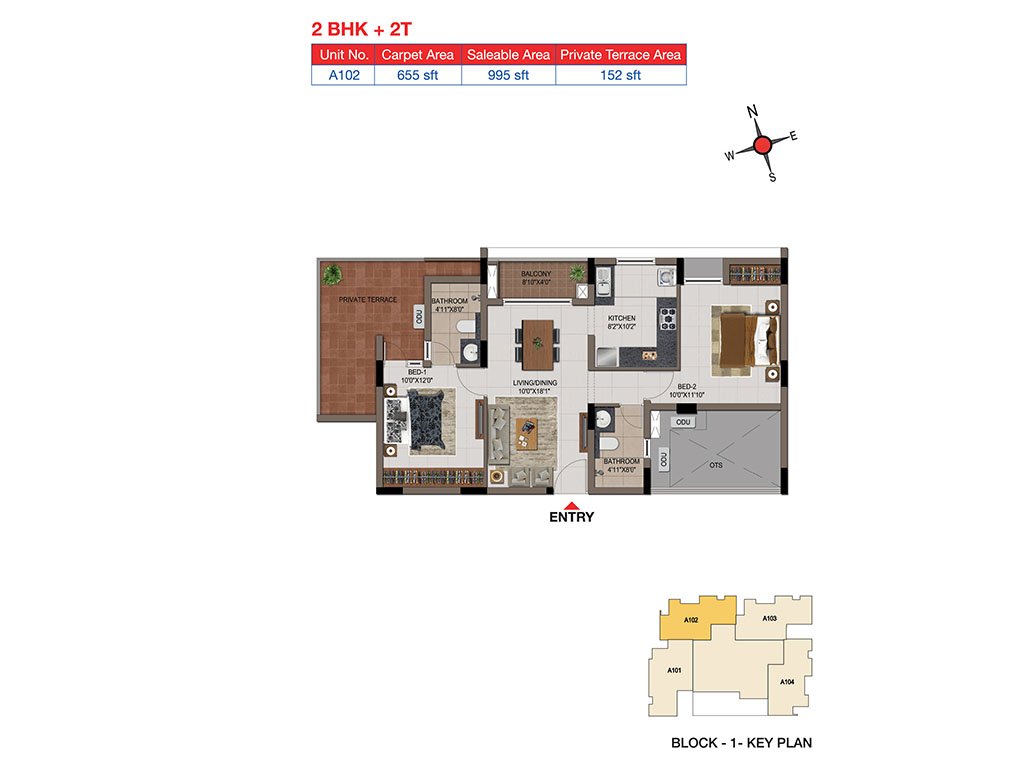 2 BHK + 2T
Unit No. Carpet Area Saleable Area Private Terrace Area
A102 655 sft 995 sft 152 sft
N
E
W
S
BALCONY
8'10"X4'0"
PRIVATE TERRACE
BATHROOM
4'11"X8'0"
ODU
KITCHEN
8'2"X10'2"
BED-1
10'0"X12'0"
LIVING/DINING
10'0"X18'1"
BED-2
10'0"X11'10"
ODU
ODU
OTS
BATHROOM
4'11"X8'0"
ENTRY
A102
A103
A101
A104
BLOCK - 1- KEY PLAN